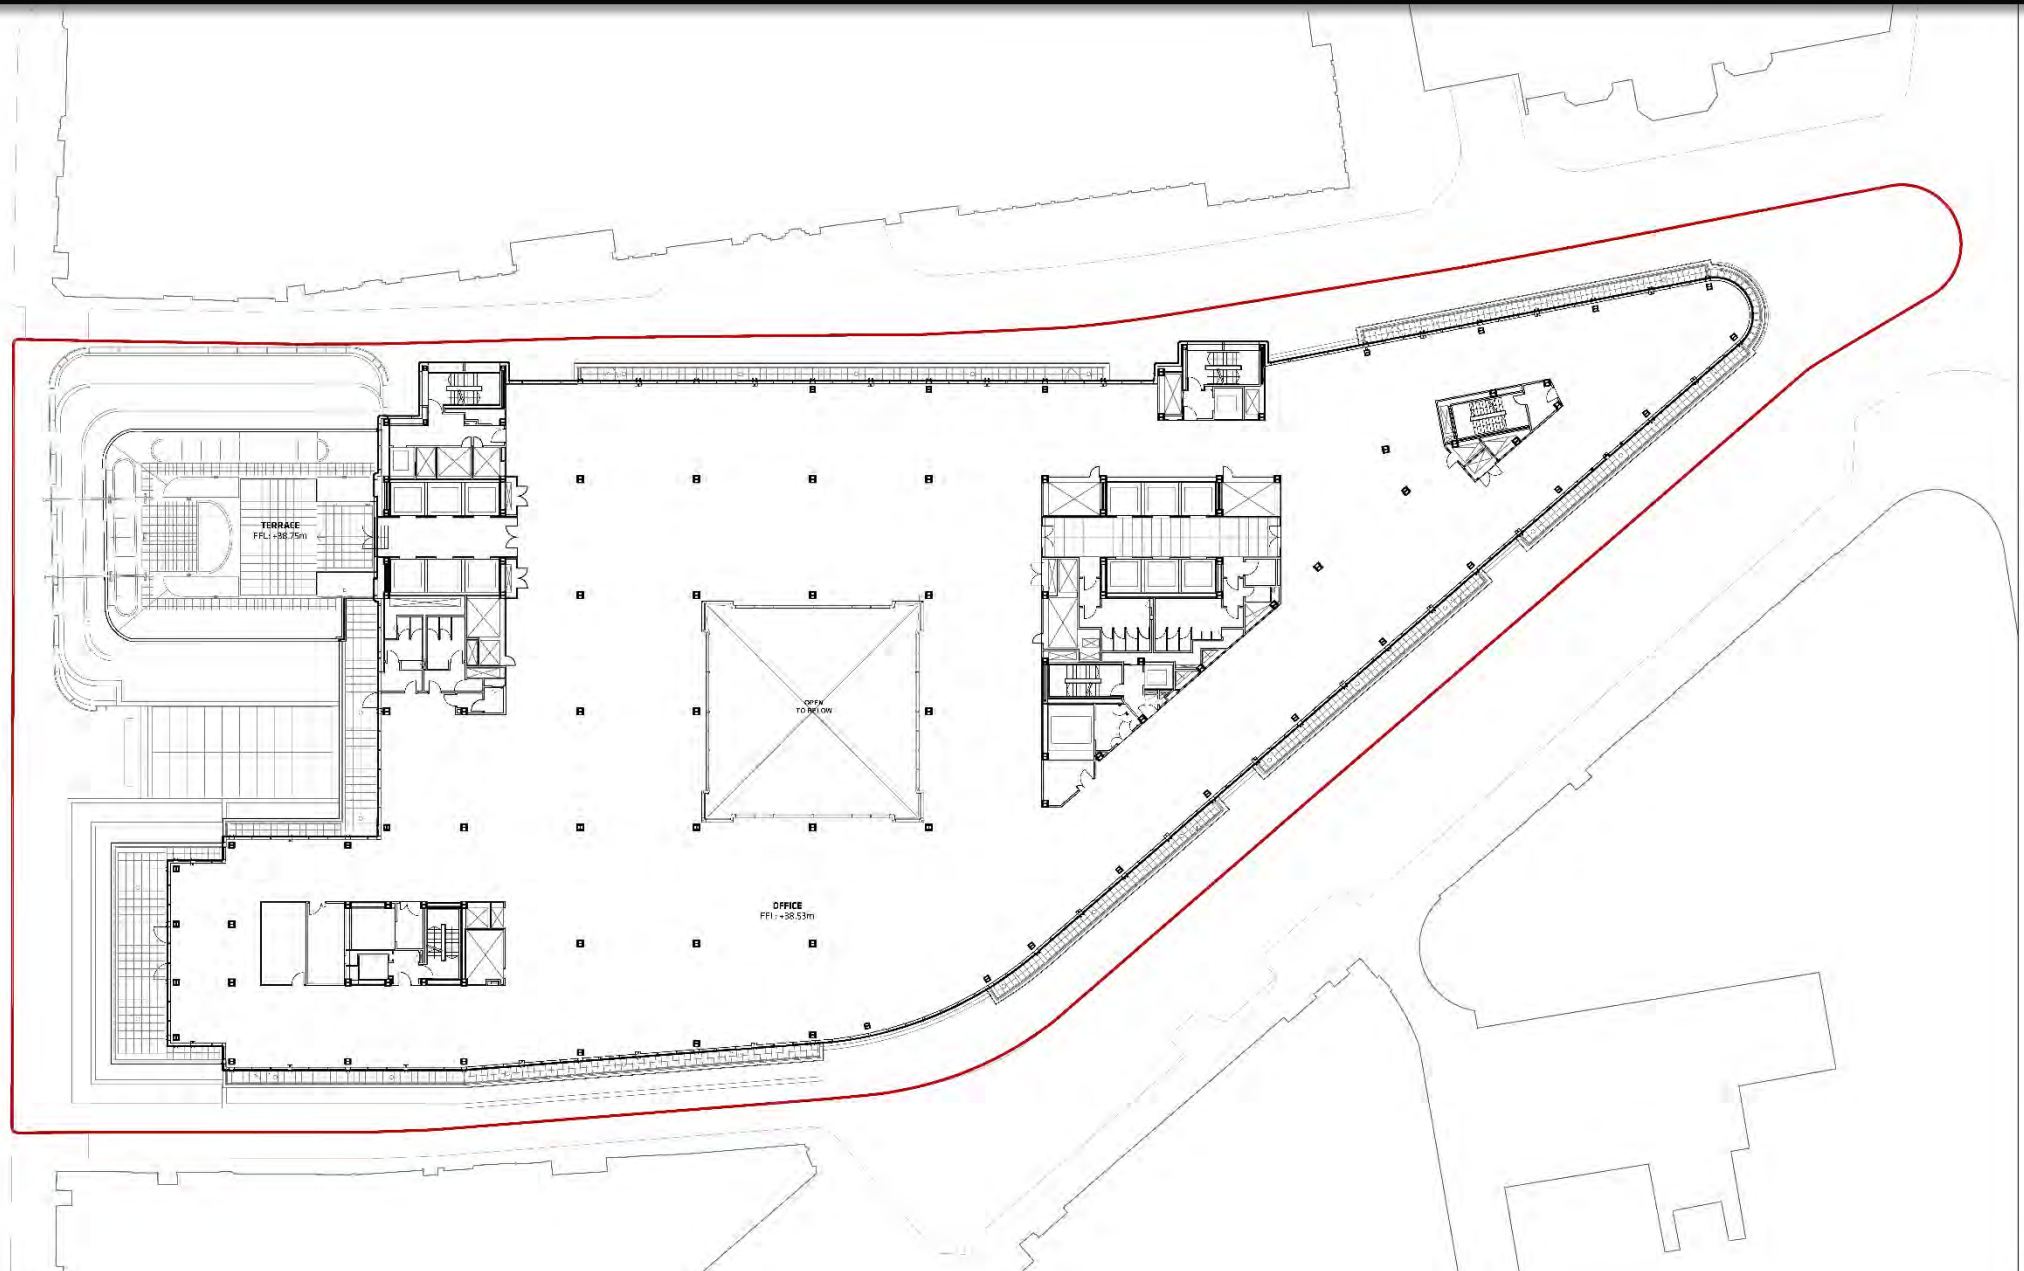 TERRACE
FFL: +38.75m
OPEN
TO BELOW
OFFICE
FFL: +38.53m